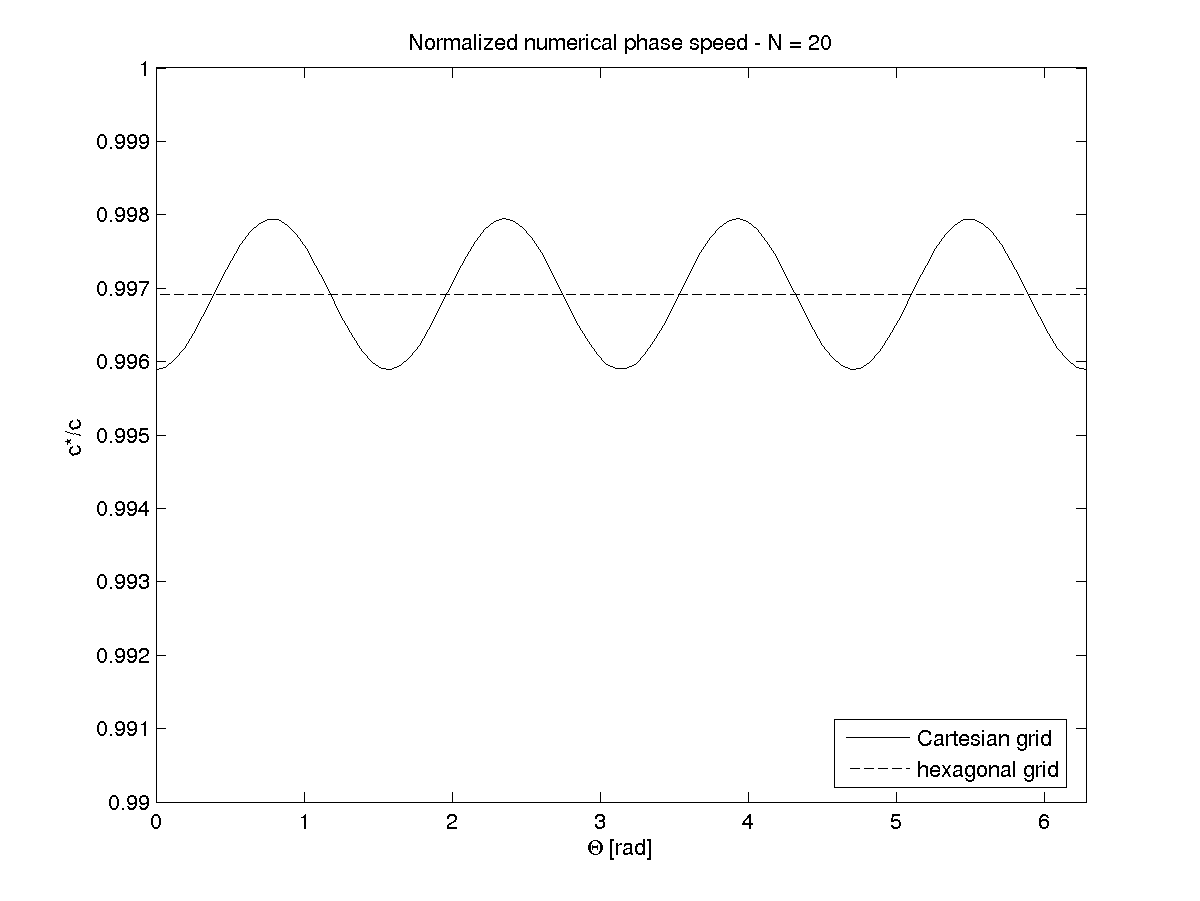 Normalized numerical phase speed - N = 20
1
0.999
0.998
0.997
0.996
0.995
0.994
0.993
0.992
0.991
0.99
c*/c
0 1 2 3 4 5 6
Θ [rad]
Cartesian grid
hexagonal grid